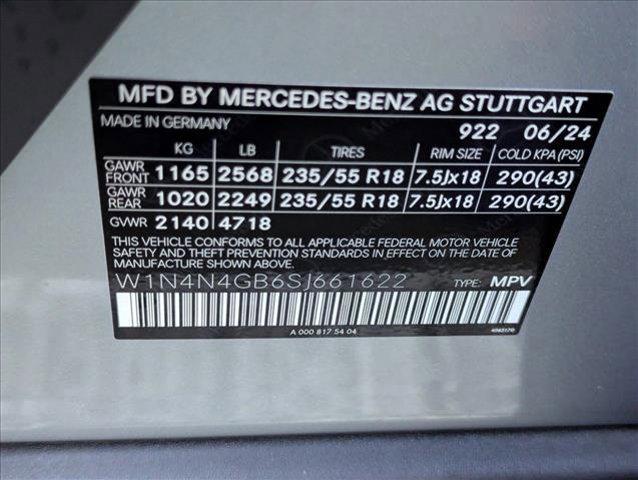 MFD BY MERCEDES-BENZ AG STUTTGART
MADE IN GERMANY 922 06/24
KG LB TIRES RIM SIZE COLD KPA (PSI)
GAWR FRONT 1165 2568 235/55 R18 7.5Jx18 290(43)
GAWR REAR 1020 2249 235/55 R18 7.5Jx18 290(43)
GVWR 2140 4718
THIS VEHICLE CONFORMS TO ALL APPLICABLE FEDERAL MOTOR VEHICLE
SAFETY AND THEFT PREVENTION STANDARDS IN EFFECT ON THE DATE OF
MANUFACTURE SHOWN ABOVE.
W1N4N4GB6SJ661622 TYPE: MPV
A 000 817 54 04